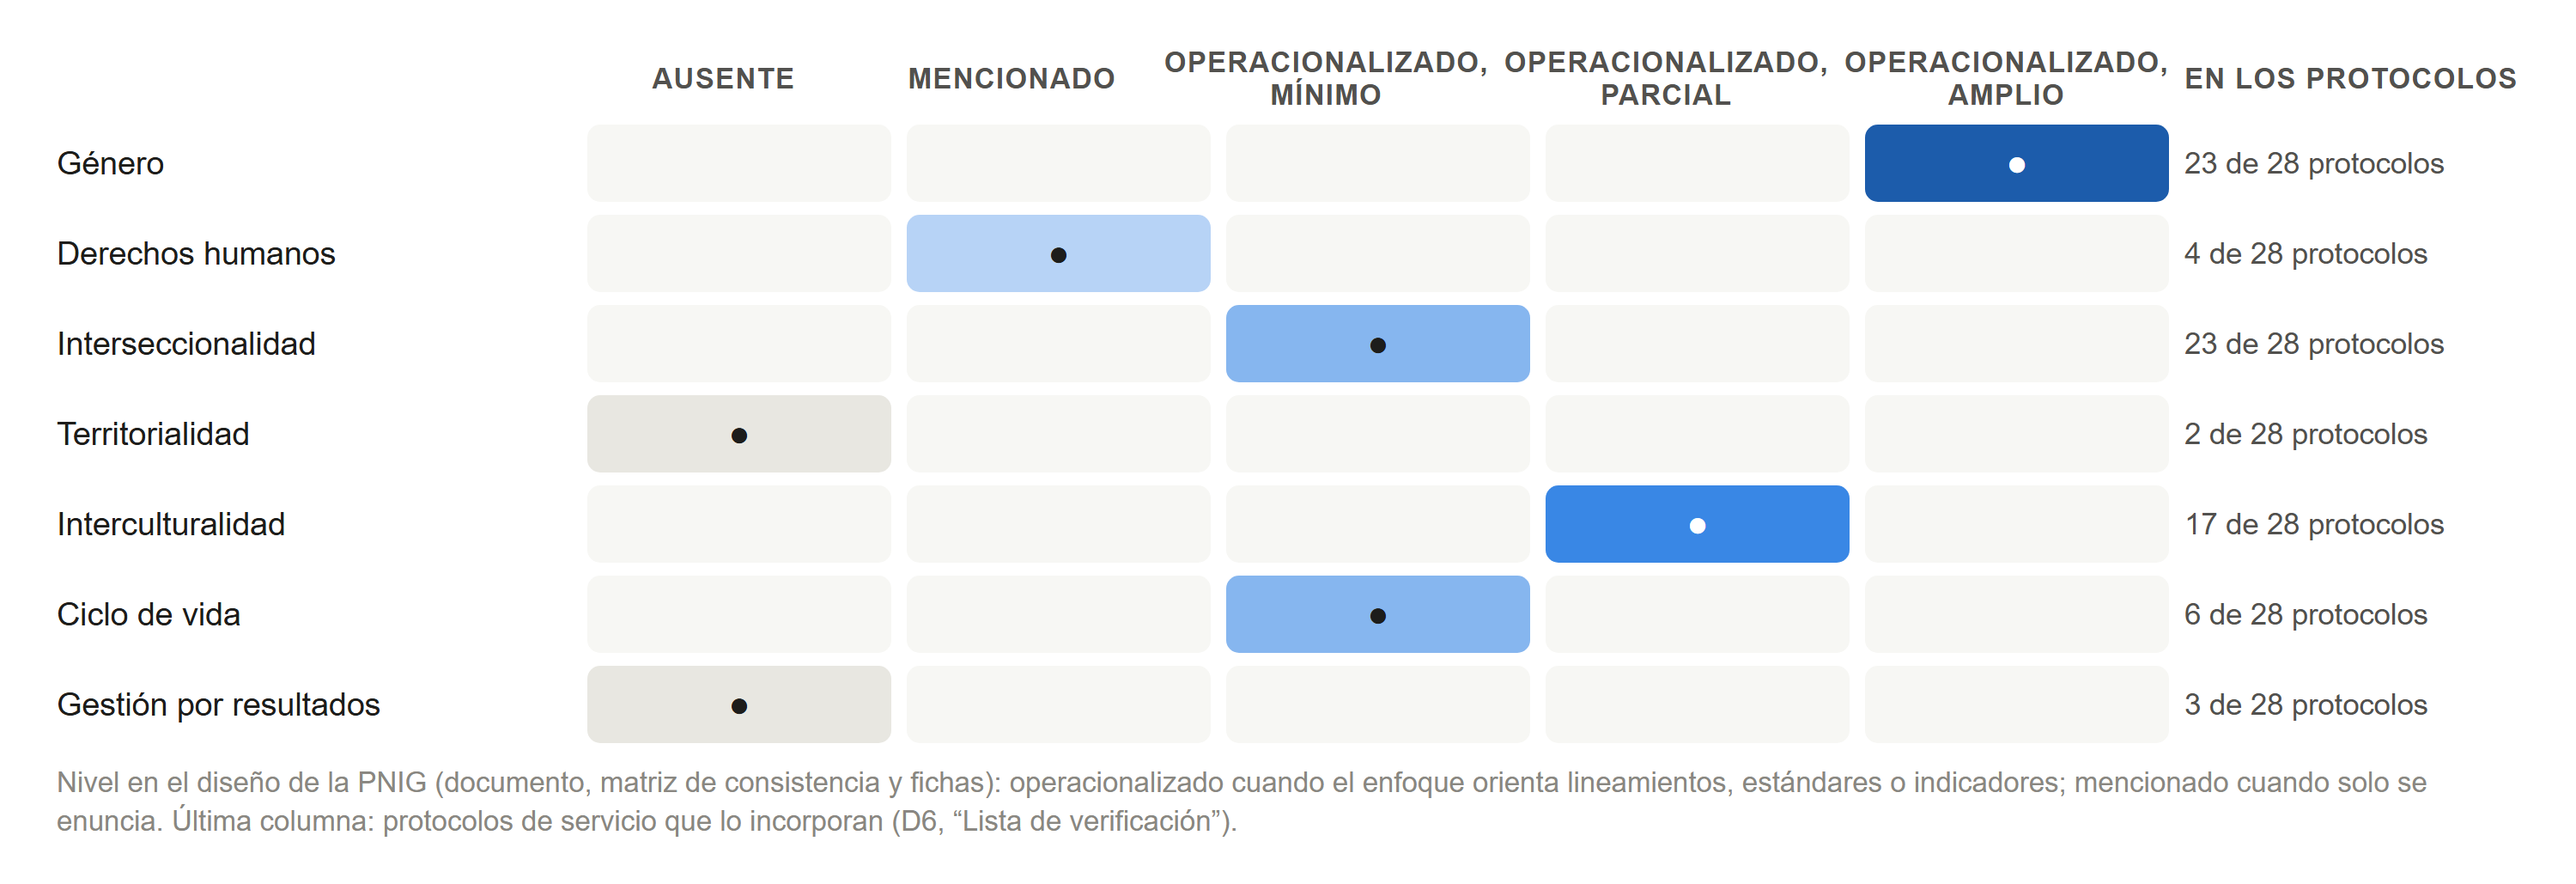 AUSENTE MENCIONADO OPERACIONALIZADO, MÍNIMO OPERACIONALIZADO, PARCIAL OPERACIONALIZADO, AMPLIO EN LOS PROTOCOLOS
Género 23 de 28 protocolos
Derechos humanos 4 de 28 protocolos
Interseccionalidad 23 de 28 protocolos
Territorialidad 2 de 28 protocolos
Interculturalidad 17 de 28 protocolos
Ciclo de vida 6 de 28 protocolos
Gestión por resultados 3 de 28 protocolos
Nivel en el diseño de la PNIG (documento, matriz de consistencia y fichas): operacionalizado cuando el enfoque orienta lineamientos, estándares o indicadores; mencionado cuando solo se
enuncia. Última columna: protocolos de servicio que lo incorporan (D6, “Lista de verificación”).